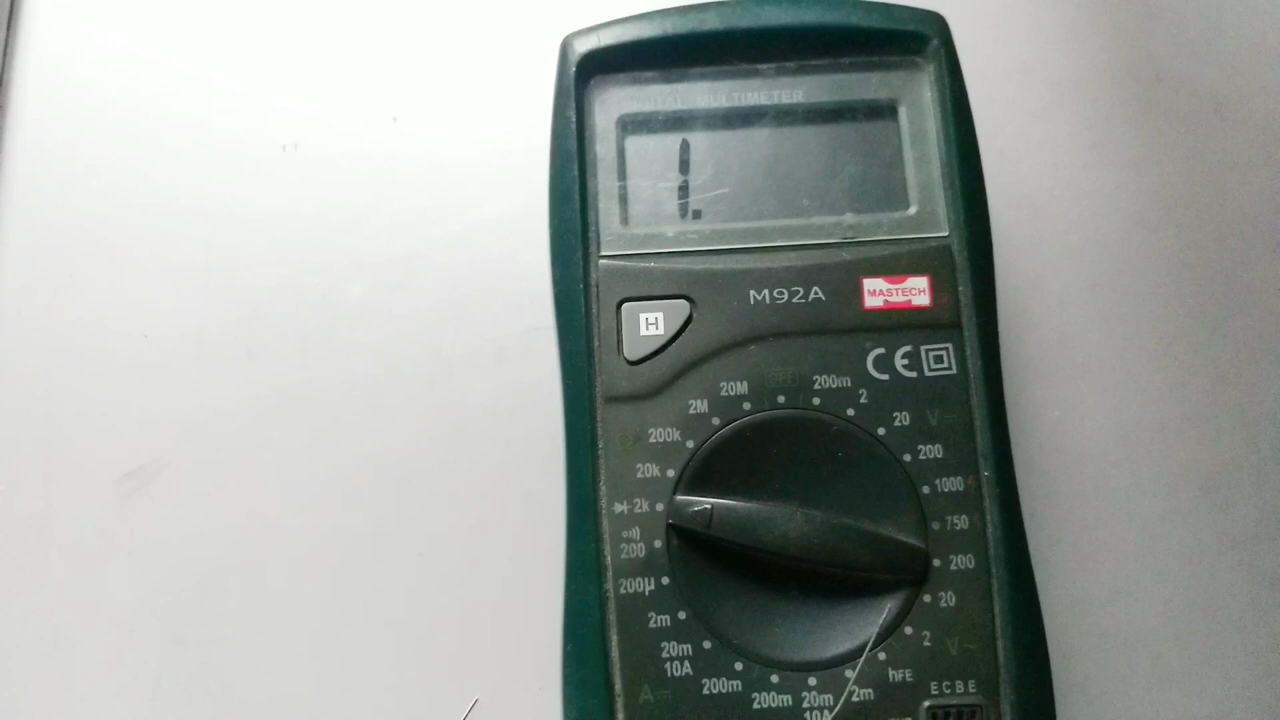 DIGITAL MULTIMETER
1.
M92A
MASTECH
H
CE
OFF
20M
200m
2M
2
200k
20
V
20k
200
2k
1000
750
200
200
200µ
20
2m
2
V
20m
10A
hFE
A
200m
200m
20m
10A
2m
E C B E